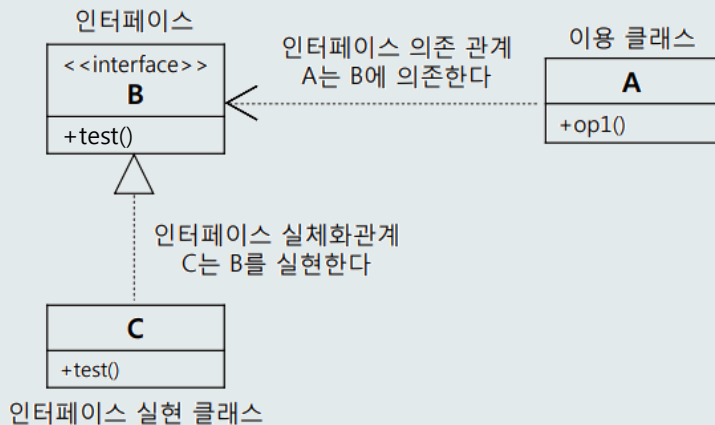 인터페이스
<<interface>>
B
+test()
인터페이스 의존 관계
A는 B에 의존한다
이용 클래스
A
+op1()
인터페이스 실체화관계
C는 B를 실현한다
C
+test()
인터페이스 실현 클래스